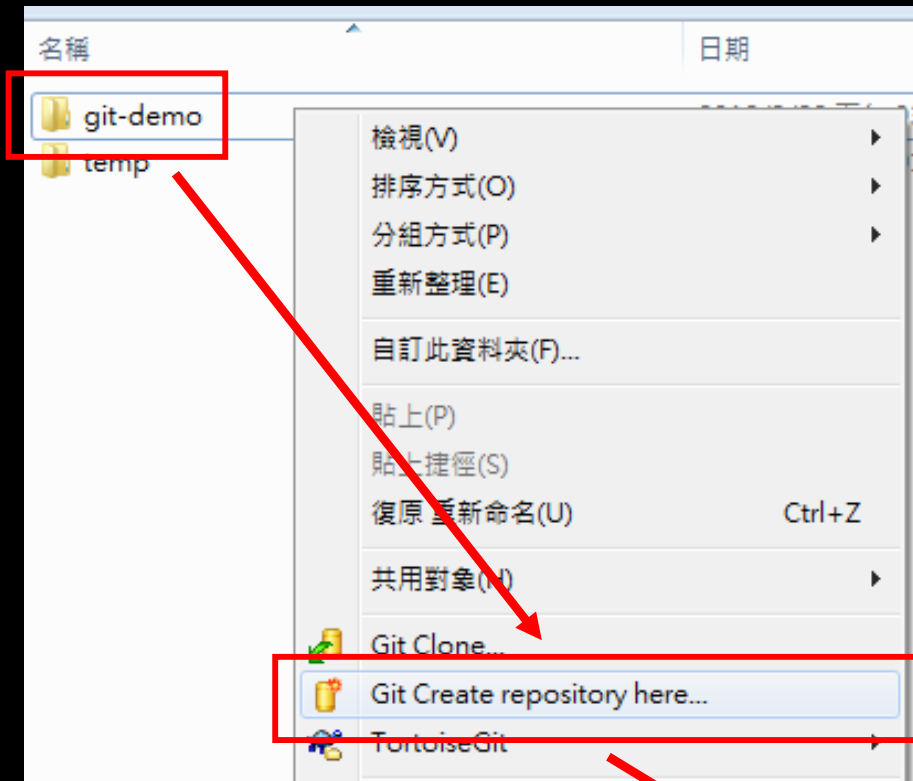 名稱 日期
git-demo
temp
檢視(V)
排序方式(O)
分組方式(P)
重新整理(E)
自訂此資料夾(F)...
貼上(P)
貼上捷徑(S)
復原 重新命名(U) Ctrl+Z
共用對象(H)
Git Clone...
Git Create repository here...
TortoiseGit